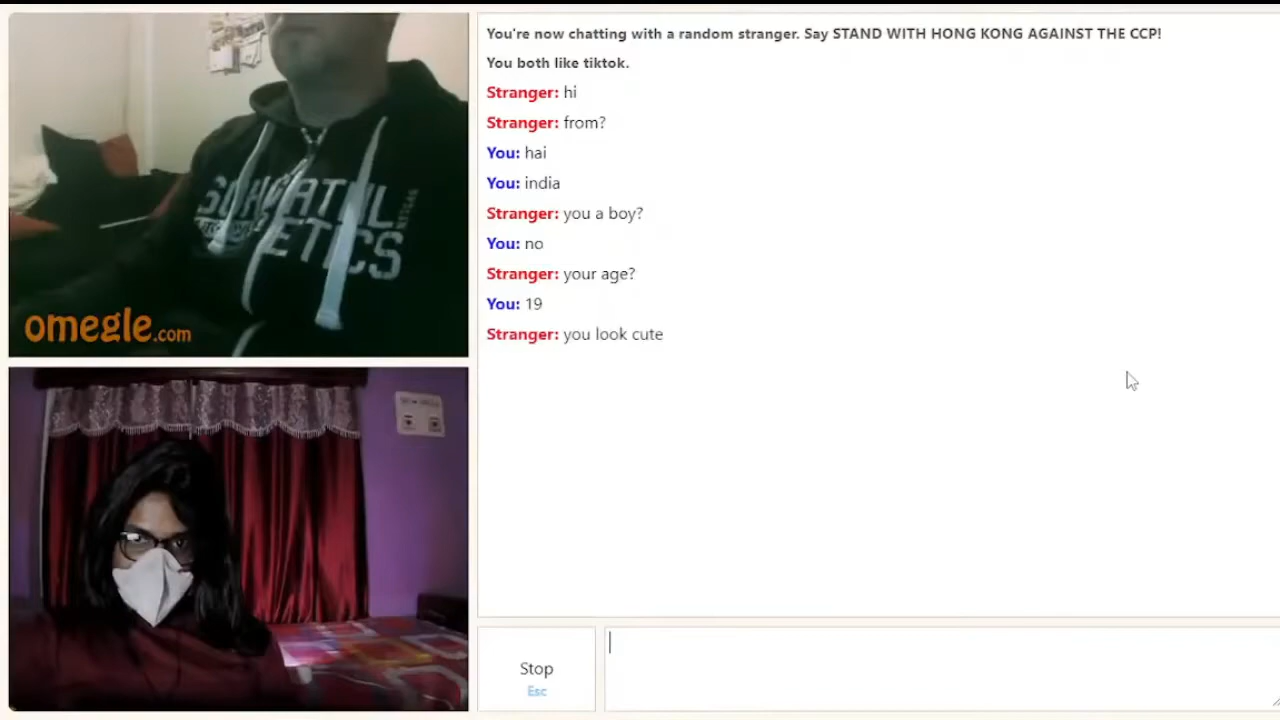 You're now chatting with a random stranger. Say STAND WITH HONG KONG AGAINST THE CCP!
You both like tiktok.
Stranger: hi
Stranger: from?
You: hai
You: india
Stranger: you a boy?
You: no
Stranger: your age?
You: 19
Stranger: you look cute
omegle.com
Stop
Esc